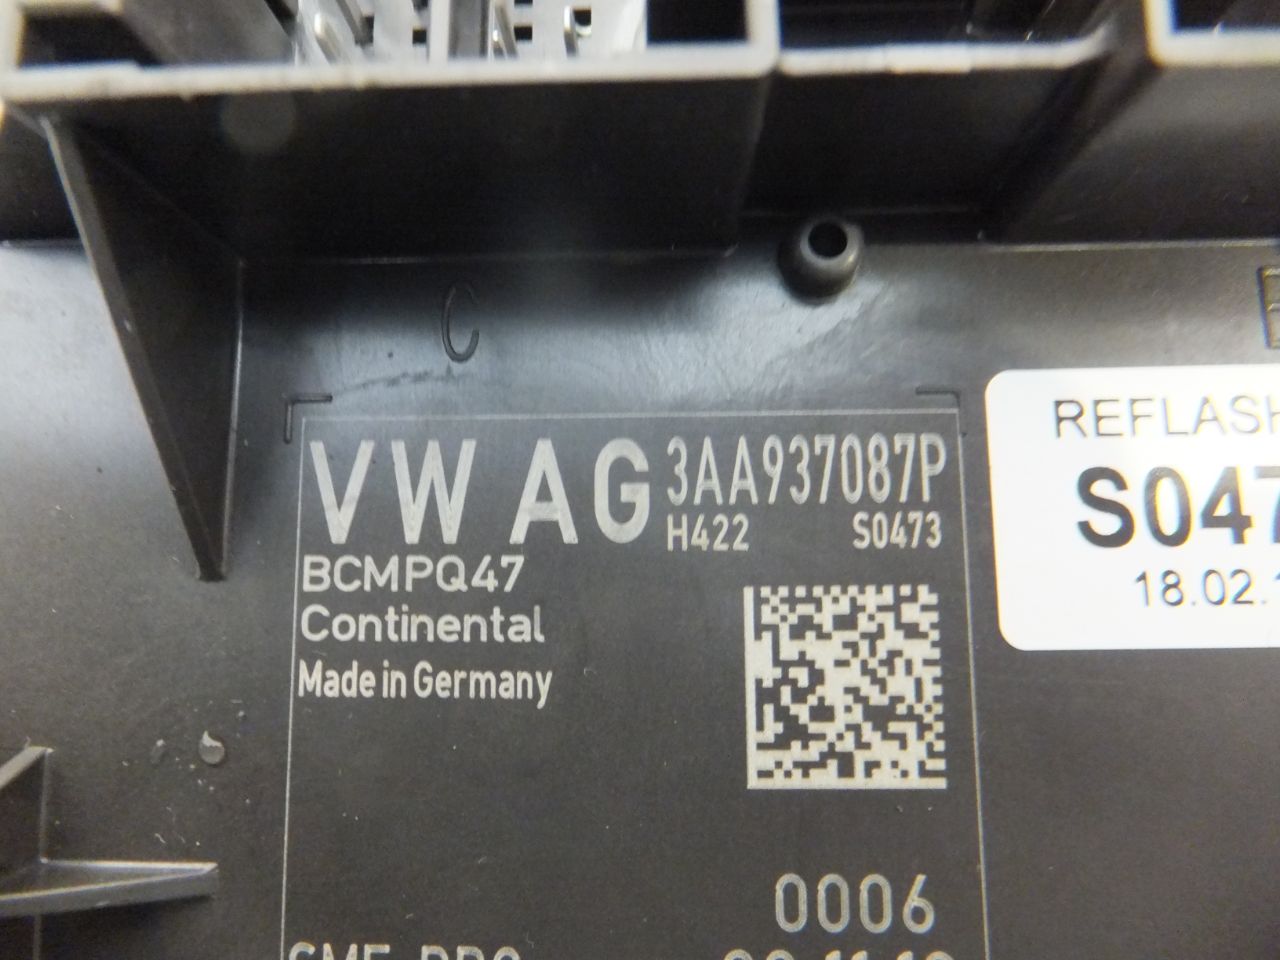 C
VW AG 3AA937087P
H422 S0473
BCMPQ47
Continental
Made in Germany
0006
REFLASH
S047
18.02.